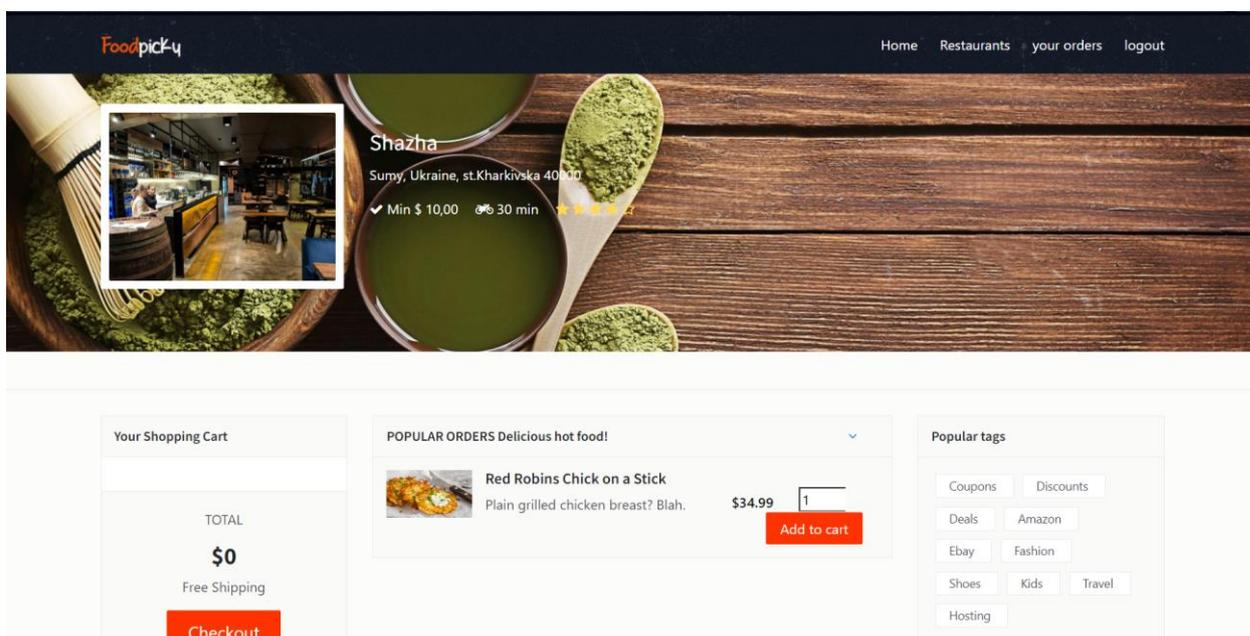 Foodpicky
Home Restaurants your orders logout
Shazha
Sumy, Ukraine, st.Kharkivska 40000
Min $ 10,00 30 min
Your Shopping Cart
TOTAL
$0
Free Shipping
Checkout
POPULAR ORDERS Delicious hot food!
Red Robins Chick on a Stick
Plain grilled chicken breast? Blah.
$34.99 1
Add to cart
Popular tags
Coupons Discounts
Deals Amazon
Ebay Fashion
Shoes Kids Travel
Hosting